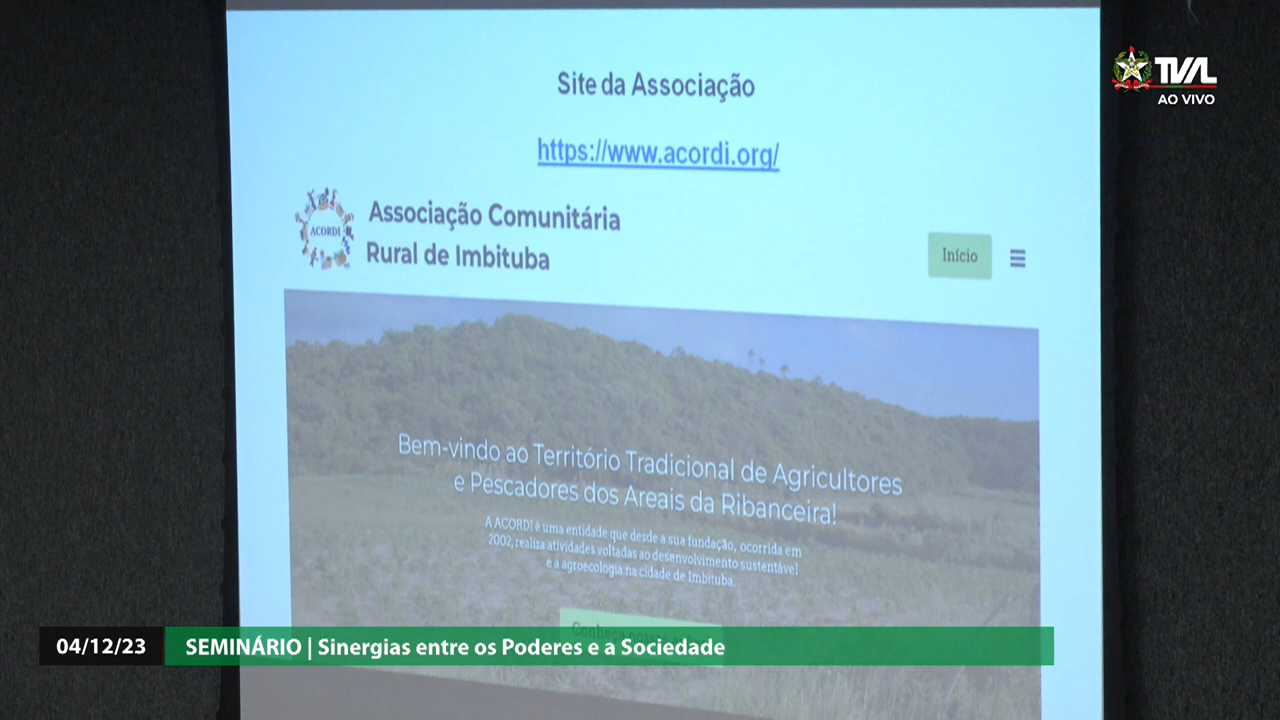 Site da Associação
TVAL
AO VIVO
https://www.acordi.org/
ACORDI
Associação Comunitária
Rural de Imbituba
Início
Bem-vindo ao Território Tradicional de Agricultores
e Pescadores dos Areais da Ribanceira!
A ACORDI é uma entidade que desde a sua fundação, ocorrida em
2002, realiza atividades voltadas ao desenvolvimento sustentável
e a agroecologia na cidade de Imbituba.
Conheça
04/12/23
SEMINÁRIO | Sinergias entre os Poderes e a Sociedade